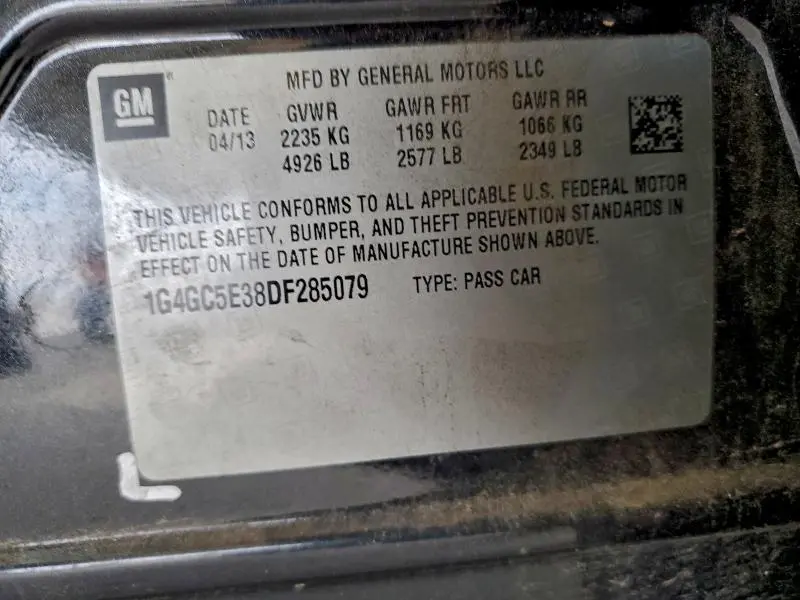 GM
MFD BY GENERAL MOTORS LLC
DATE GVWR GAWR FRT GAWR RR
04/13 2235 KG 1169 KG 1066 KG
4926 LB 2577 LB 2349 LB
THIS VEHICLE CONFORMS TO ALL APPLICABLE U.S. FEDERAL MOTOR
VEHICLE SAFETY, BUMPER, AND THEFT PREVENTION STANDARDS IN
EFFECT ON THE DATE OF MANUFACTURE SHOWN ABOVE.
1G4GC5E38DF285079 TYPE: PASS CAR